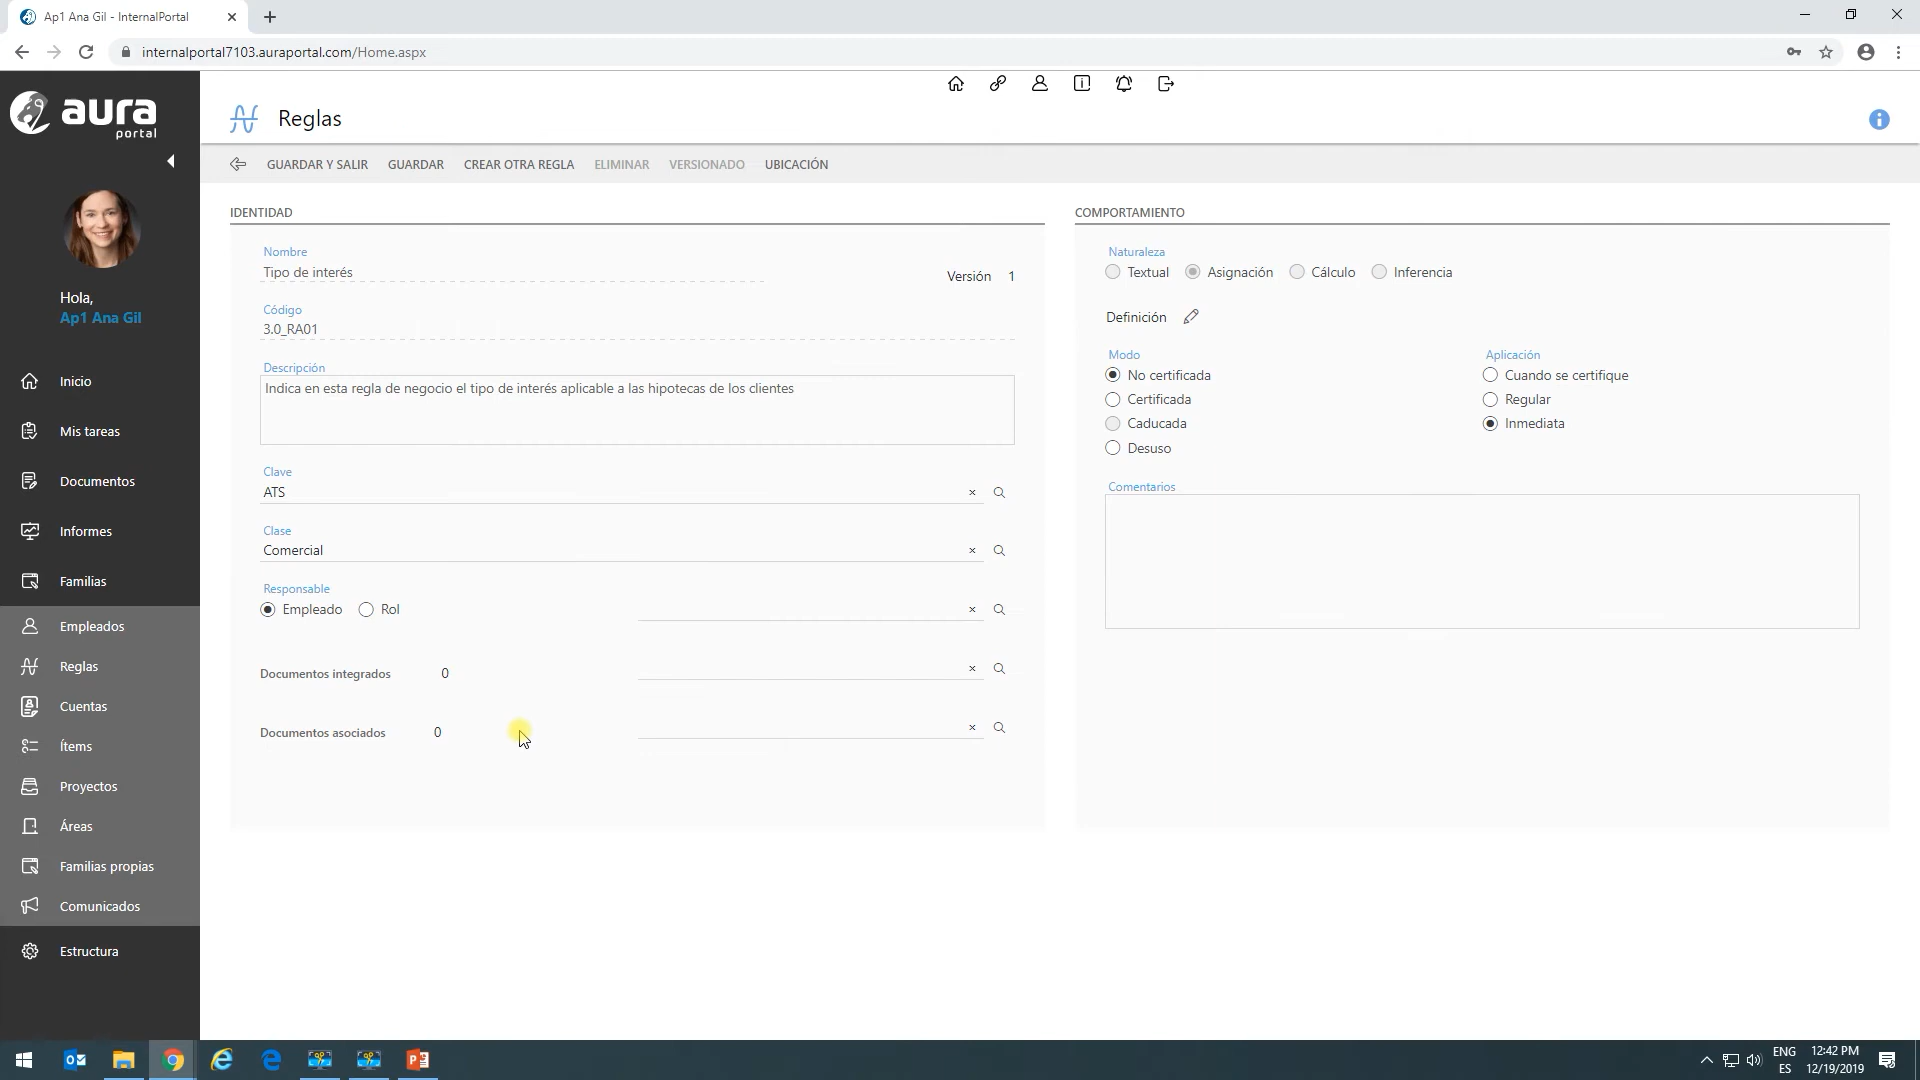 Ap1 Ana Gil - InternalPortal
internalportal7103.auraportal.com/Home.aspx
aura
portal
Reglas
GUARDAR Y SALIR GUARDAR CREAR OTRA REGLA ELIMINAR VERSIONADO UBICACIÓN
Hola,
Ap1 Ana Gil
Inicio
Mis tareas
Documentos
Informes
Familias
Empleados
Reglas
Cuentas
Ítems
Proyectos
Áreas
Familias propias
Comunicados
Estructura
IDENTIDAD
Nombre
Tipo de interés
Versión 1
Código
3.0_RA01
Descripción
Indica en esta regla de negocio el tipo de interés aplicable a las hipotecas de los clientes
Clave
ATS
Clase
Comercial
Responsable
Empleado Rol
Documentos integrados 0
Documentos asociados 0
COMPORTAMIENTO
Naturaleza
Textual Asignación Cálculo Inferencia
Definición
Modo
No certificada
Certificada
Caducada
Desuso
Aplicación
Cuando se certifique
Regular
Inmediata
Comentarios
ENG
ES
12:42 PM
12/19/2019